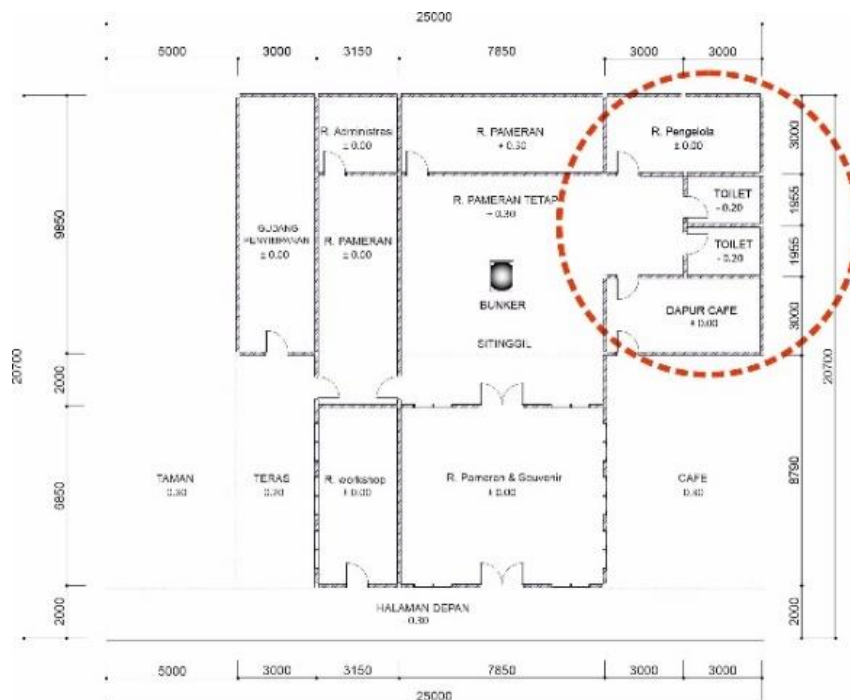 25000
5000 3000 3150 7850 3000 3000
R. Administrasi
± 0.00
R. PAMERAN
+ 0.30
R. Pengelola
± 0.00
3000
9850
GUDANG
PENYIMPANAN
± 0.00
R. PAMERAN
± 0.00
R. PAMERAN TETAP
- 0.30
TOILET
- 0.20
1955
TOILET
- 0.20
1955
BUNKER
SITINGGIL
DAPUR CAFE
± 0.00
3000
20700
2000
20700
TAMAN
0.30
TERAS
0.20
R. workshop
± 0.00
R. Pameran & Souvenir
± 0.00
CAFE
0.30
6850
8790
HALAMAN DEPAN
0.30
2000
2000
5000 3000 3150 7850 3000 3000
25000